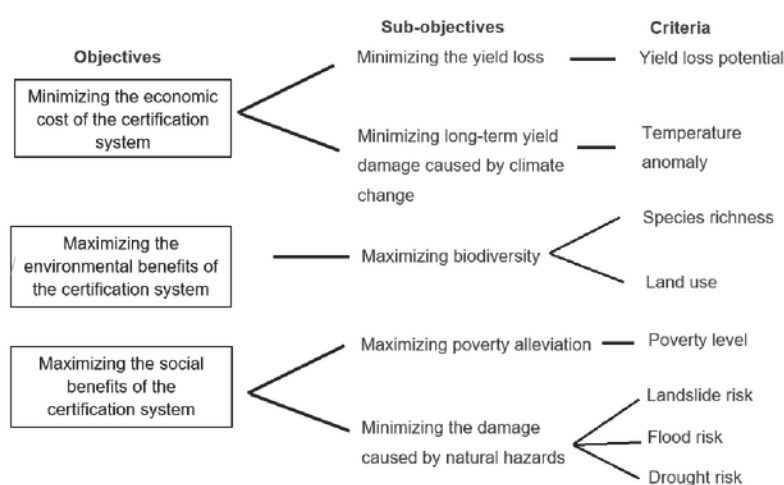 Objectives
Sub-objectives
Criteria
Minimizing the economic
cost of the certification
system
Minimizing the yield loss
Yield loss potential
Minimizing long-term yield
damage caused by climate
change
Temperature
anomaly
Maximizing the
environmental benefits of
the certification system
Maximizing biodiversity
Species richness
Land use
Maximizing the social
benefits of the
certification system
Maximizing poverty alleviation
Poverty level
Minimizing the damage
caused by natural hazards
Landslide risk
Flood risk
Drought risk